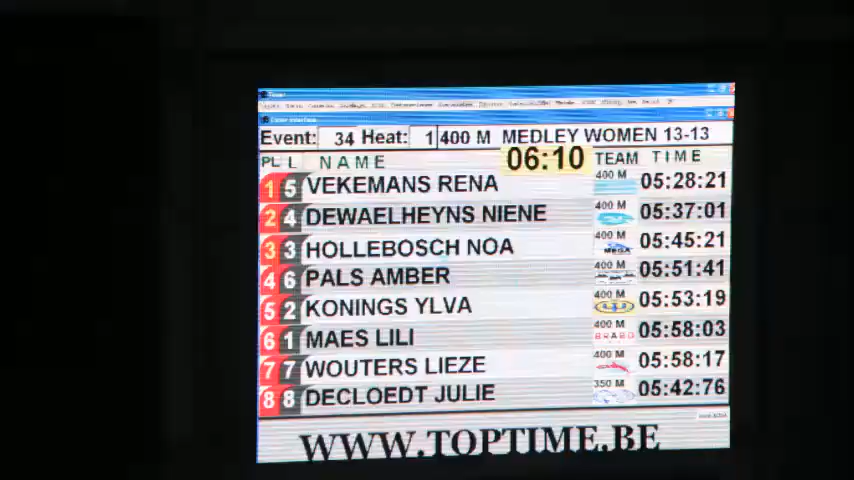 Event: 34 Heat: 1 400 M MEDLEY WOMEN 13-13
PL L NAME 06:10 TEAM TIME
1 5 VEKEMANS RENA 400 M 05:28:21
2 4 DEWAELHEYNS NIENE 400 M 05:37:01
3 3 HOLLEBOSCH NOA 400 M MEGA 05:45:21
4 6 PALS AMBER 400 M 05:51:41
5 2 KONINGS YLVA 400 M 05:53:19
6 1 MAES LILI 400 M BRABO 05:58:03
7 7 WOUTERS LIEZE 400 M 05:58:17
8 8 DECLOEDT JULIE 350 M 05:42:76
WWW.TOPTIME.BE